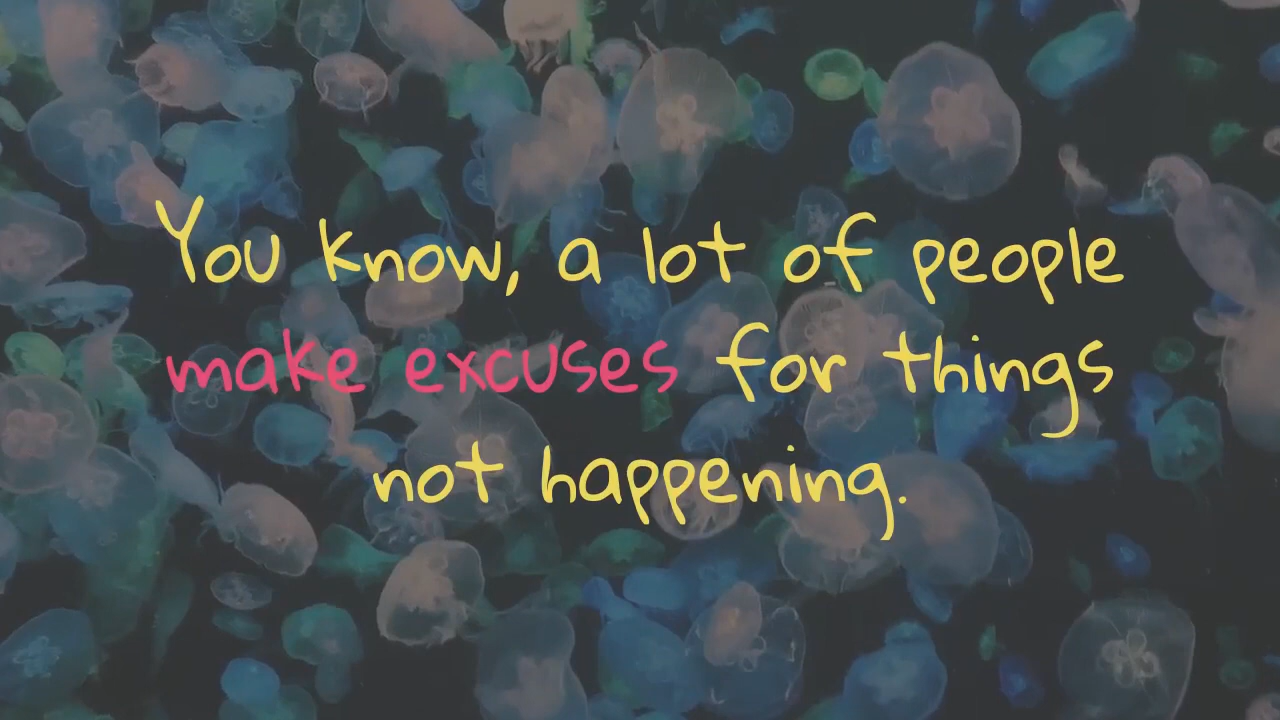 You know, a lot of people
make excuses for things
not happening.